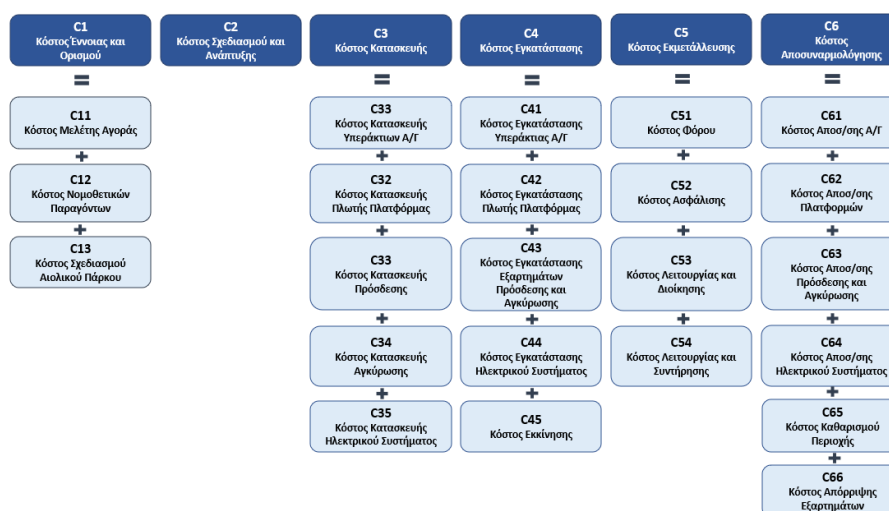 C1
Κόστος Έννοιας και
Ορισμού
=
C11
Κόστος Μελέτης Αγοράς
+
C12
Κόστος Νομοθετικών
Παραγόντων
+
C13
Κόστος Σχεδιασμού
Αιολικού Πάρκου
C2
Κόστος Σχεδιασμού και
Ανάπτυξης
C3
Κόστος Κατασκευής
=
C33
Κόστος Κατασκευής
Υπεράκτιων Α/Γ
+
C32
Κόστος Κατασκευής
Πλωτής Πλατφόρμας
+
C33
Κόστος Κατασκευής
Πρόσδεσης
+
C34
Κόστος Κατασκευής
Αγκύρωσης
+
C35
Κόστος Κατασκευής
Ηλεκτρικού Συστήματος
C4
Κόστος Εγκατάστασης
=
C41
Κόστος Εγκατάστασης
Υπεράκτιας Α/Γ
+
C42
Κόστος Εγκατάστασης
Πλωτής Πλατφόρμας
+
C43
Κόστος Εγκατάστασης
Εξαρτημάτων
Πρόσδεσης και
Αγκύρωσης
+
C44
Κόστος Εγκατάστασης
Ηλεκτρικού Συστήματος
+
C45
Κόστος Εκκίνησης
C5
Κόστος Εκμετάλλευσης
=
C51
Κόστος Φόρου
+
C52
Κόστος Ασφάλισης
+
C53
Κόστος Λειτουργίας και
Διοίκησης
+
C54
Κόστος Λειτουργίας και
Συντήρησης
C6
Κόστος
Αποσυναρμολόγησης
=
C61
Κόστος Αποσ/σης Α/Γ
+
C62
Κόστος Αποσ/σης
Πλατφορμών
+
C63
Κόστος Αποσ/σης
Πρόσδεσης και
Αγκύρωσης
+
C64
Κόστος Αποσ/σης
Ηλεκτρικού Συστήματος
+
C65
Κόστος Καθαρισμού
Περιοχής
+
C66
Κόστος Απόρριψης
Εξαρτημάτων